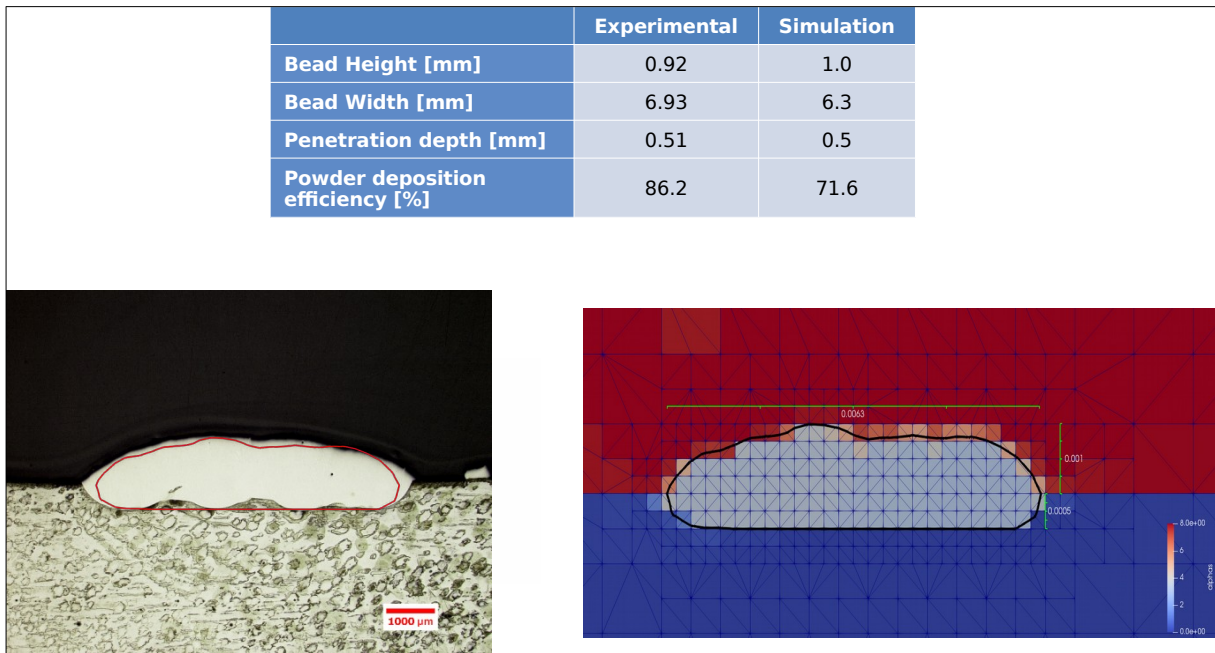 Experimental Simulation
Bead Height [mm] 0.92 1.0
Bead Width [mm] 6.93 6.3
Penetration depth [mm] 0.51 0.5
Powder deposition
efficiency [%] 86.2 71.6
0.0063
0.001
0.0005
1000 µm
8.0e+00
6
4
2
0.0e+00
alphas